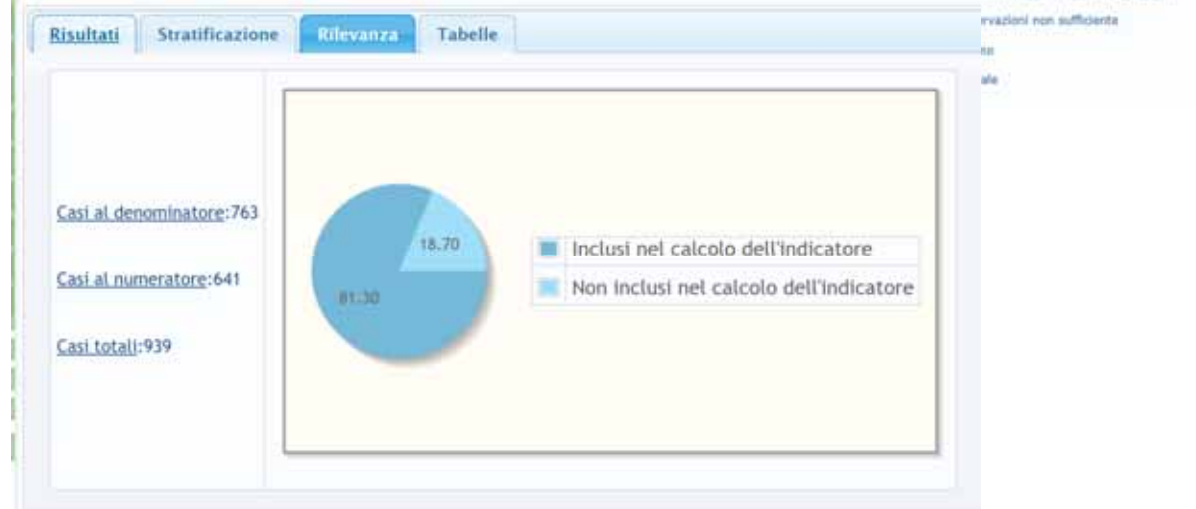 Risultati Stratificazione Rilevanza Tabelle
rvazioni non sufficiente
Casi al denominatore:763
Casi al numeratore:641
Casi totali:939
18.70
81.30
Inclusi nel calcolo dell'indicatore
Non inclusi nel calcolo dell'indicatore